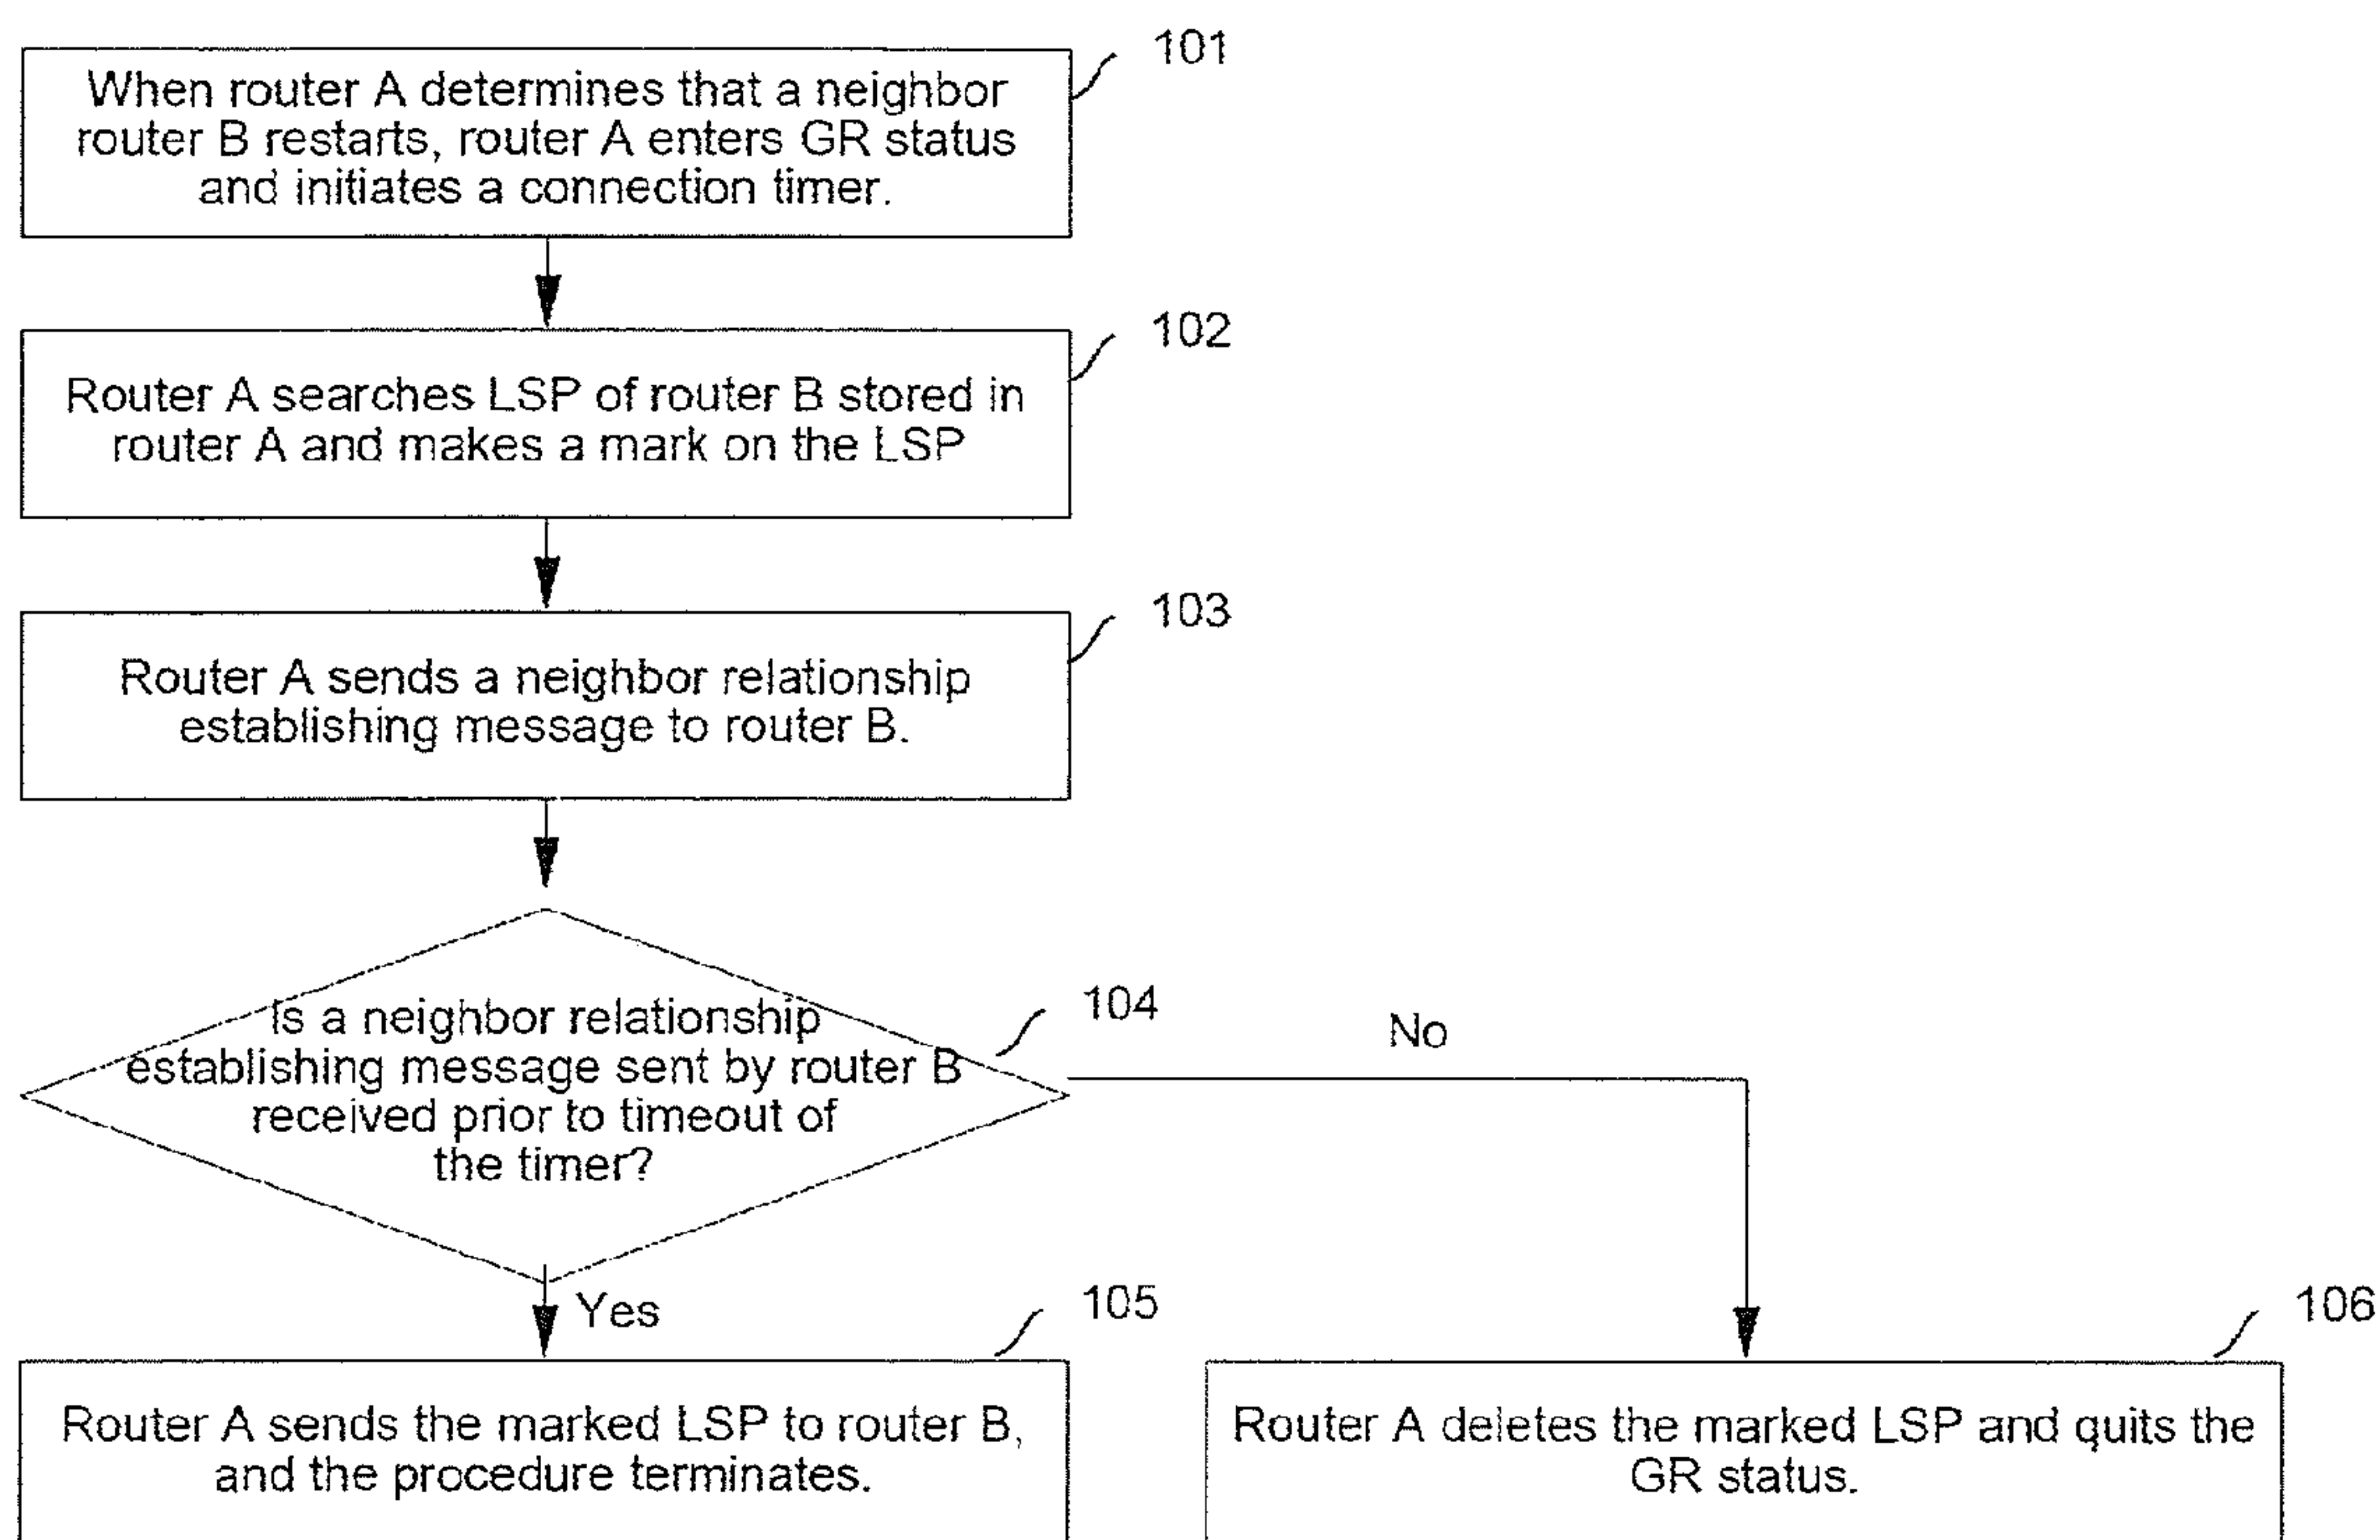 101
When router A determines that a neighbor
router B restarts, router A enters GR status
and initiates a connection timer.
102
Router A searches LSP of router B stored in
router A and makes a mark on the LSP
103
Router A sends a neighbor relationship
establishing message to router B.
104
Is a neighbor relationship
establishing message sent by router B
received prior to timeout of
the timer?
No
Yes
105
106
Router A sends the marked LSP to router B,
and the procedure terminates.
Router A deletes the marked LSP and quits the
GR status.